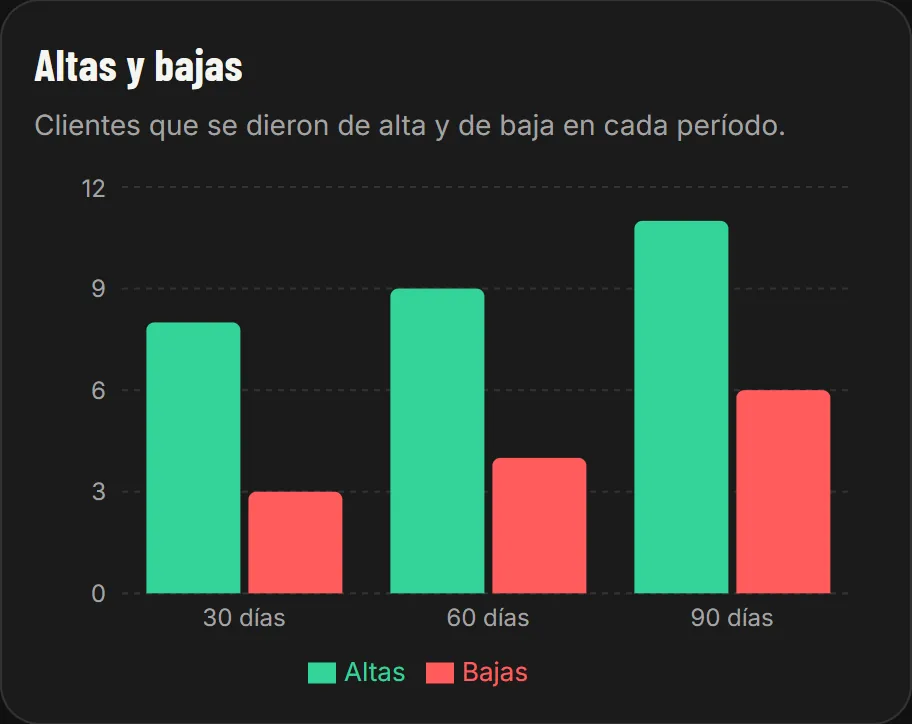 Altas y bajas
Clientes que se dieron de alta y de baja en cada período.
12
9
6
3
0
30 días
60 días
90 días
Altas
Bajas